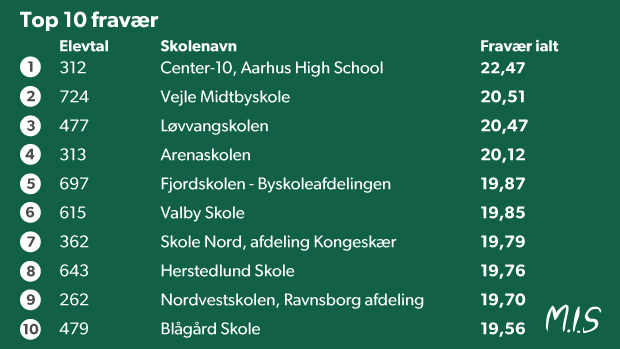 Top 10 fravær
Elevtal Skolenavn Fravær ialt
1 312 Center-10, Aarhus High School 22,47
2 724 Vejle Midtbyskole 20,51
3 477 Løvvangskolen 20,47
4 313 Arenaskolen 20,12
5 697 Fjordskolen - Byskoleafdelingen 19,87
6 615 Valby Skole 19,85
7 362 Skole Nord, afdeling Kongeskær 19,79
8 643 Herstedlund Skole 19,76
9 262 Nordvestskolen, Ravnsborg afdeling 19,70
10 479 Blågård Skole 19,56
M.I.S